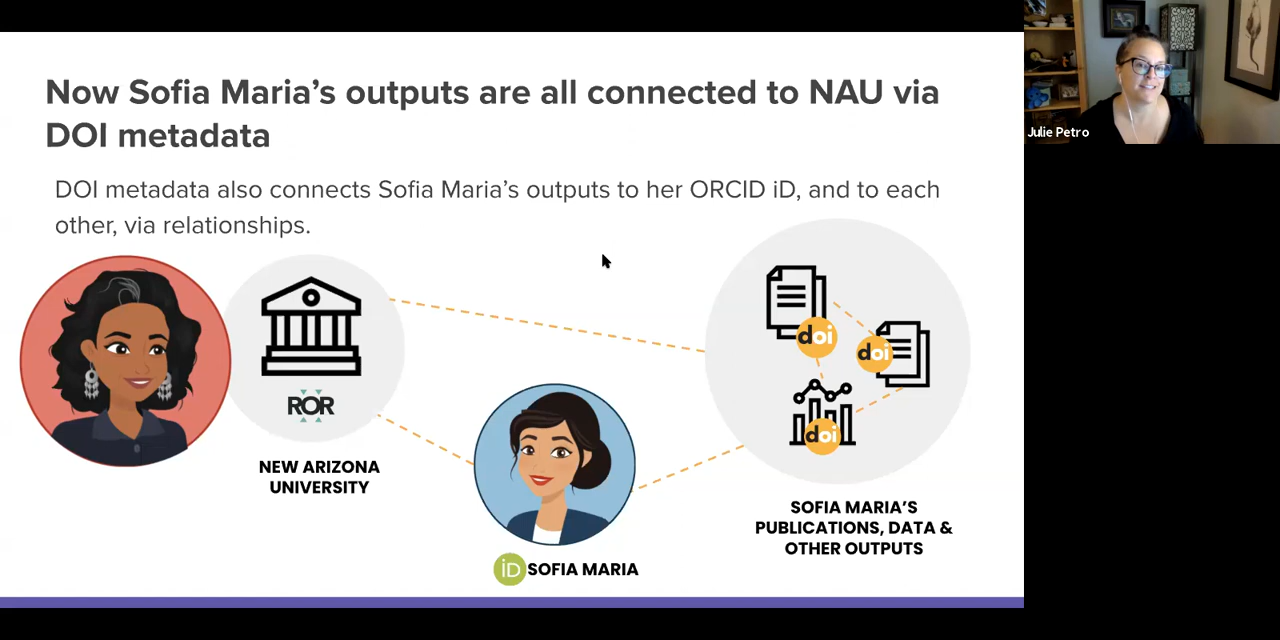 Now Sofia Maria’s outputs are all connected to NAU via
DOI metadata
DOI metadata also connects Sofia Maria’s outputs to her ORCID iD, and to each
other, via relationships.
Julie Petro
doi
doi
doi
ROR
NEW ARIZONA
UNIVERSITY
SOFIA MARIA’S
PUBLICATIONS, DATA &
OTHER OUTPUTS
iD SOFIA MARIA